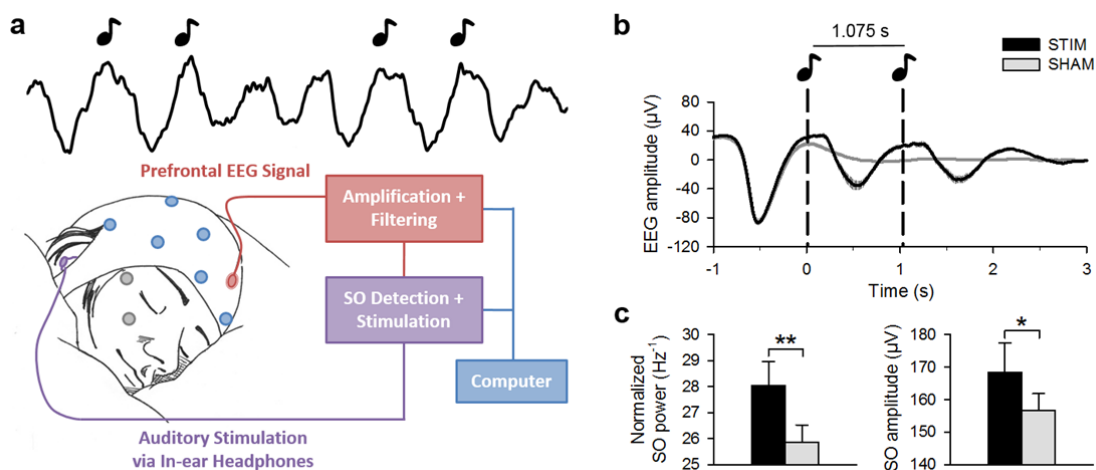 a
Prefrontal EEG Signal
Amplification +
Filtering
SO Detection +
Stimulation
Computer
Auditory Stimulation
via In-ear Headphones
b
1.075 s
STIM
SHAM
EEG amplitude (µV)
80
40
0
-40
-80
-120
-1
0
1
2
3
Time (s)
c
Normalized
SO power (Hz⁻¹)
30
29
28
27
26
25
**
SO amplitude (µV)
180
170
160
150
140
*